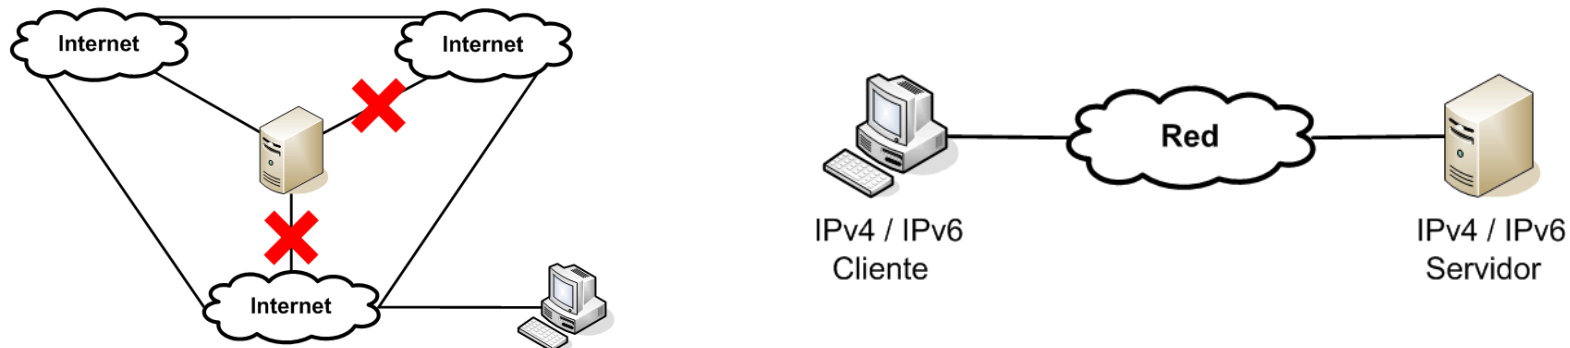 Internet
Internet
Internet
Red
IPv4 / IPv6
Cliente
IPv4 / IPv6
Servidor